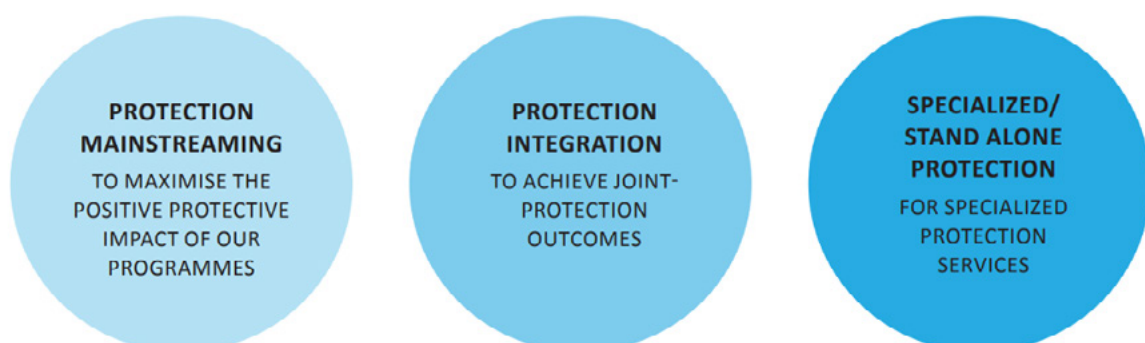 PROTECTION
MAINSTREAMING
TO MAXIMISE THE
POSITIVE PROTECTIVE
IMPACT OF OUR
PROGRAMMES
PROTECTION
INTEGRATION
TO ACHIEVE JOINT-
PROTECTION
OUTCOMES
SPECIALIZED/
STAND ALONE
PROTECTION
FOR SPECIALIZED
PROTECTION
SERVICES